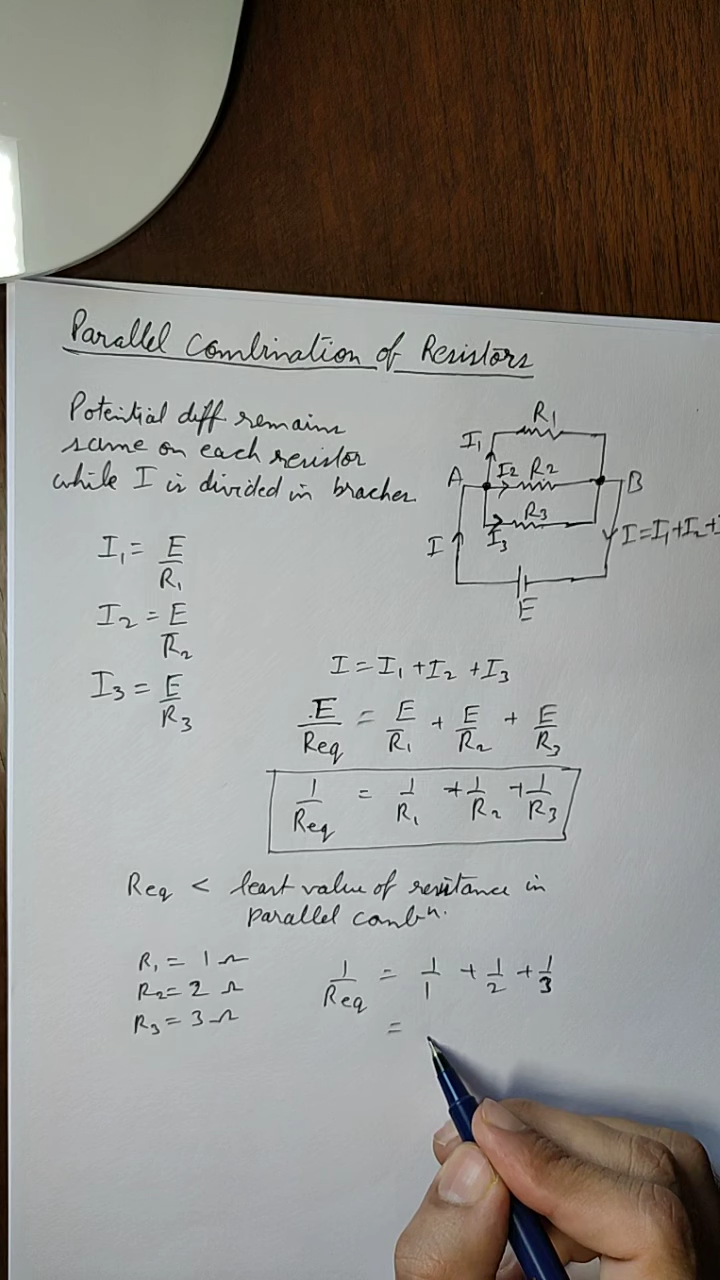 Parallel Combination of Resistors
Potential diff remains
same on each resistor
while I is divided in bracher
R1
I1
A I2 R2 B
R3
I3
I I=I1+I2+I
E
I1 = E/R1
I2 = E/R2
I3 = E/R3
I = I1 + I2 + I3
E/Req = E/R1 + E/R2 + E/R3
1/Req = 1/R1 + 1/R2 + 1/R3
Req < least value of resistance in
parallel combⁿ.
R1 = 1 Ω
R2 = 2 Ω
R3 = 3 Ω
1/Req = 1/1 + 1/2 + 1/3
=